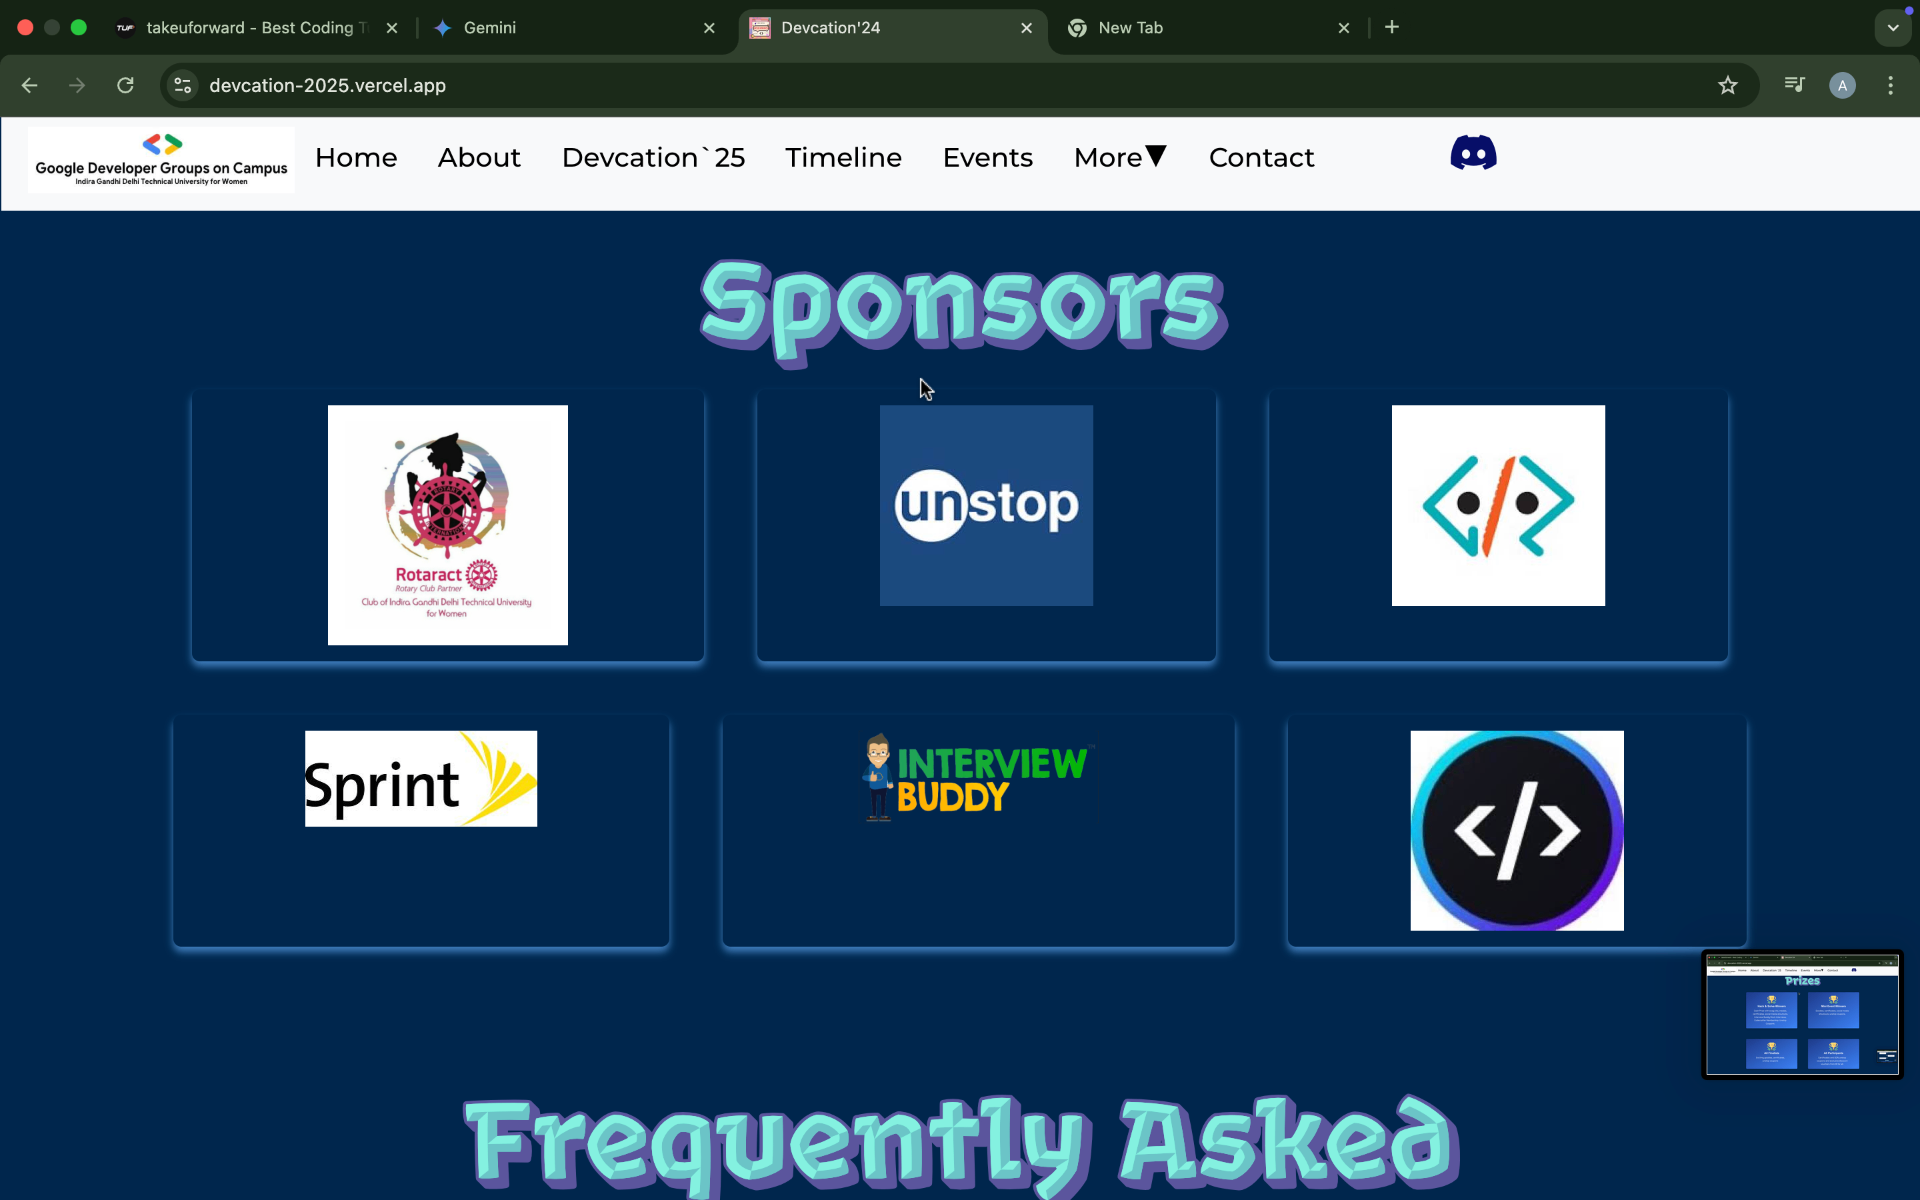 takeuforward - Best Coding T
Gemini
Devcation'24
New Tab
devcation-2025.vercel.app
A
Google Developer Groups on Campus
Indira Gandhi Delhi Technical University for Women
Home
About
Devcation`25
Timeline
Events
More▼
Contact
Sponsors
Rotaract
Rotary Club Partner
Club of Indira Gandhi Delhi Technical University
for Women
unstop
Sprint
INTERVIEW
BUDDY
</>
Prizes
Frequently Asked